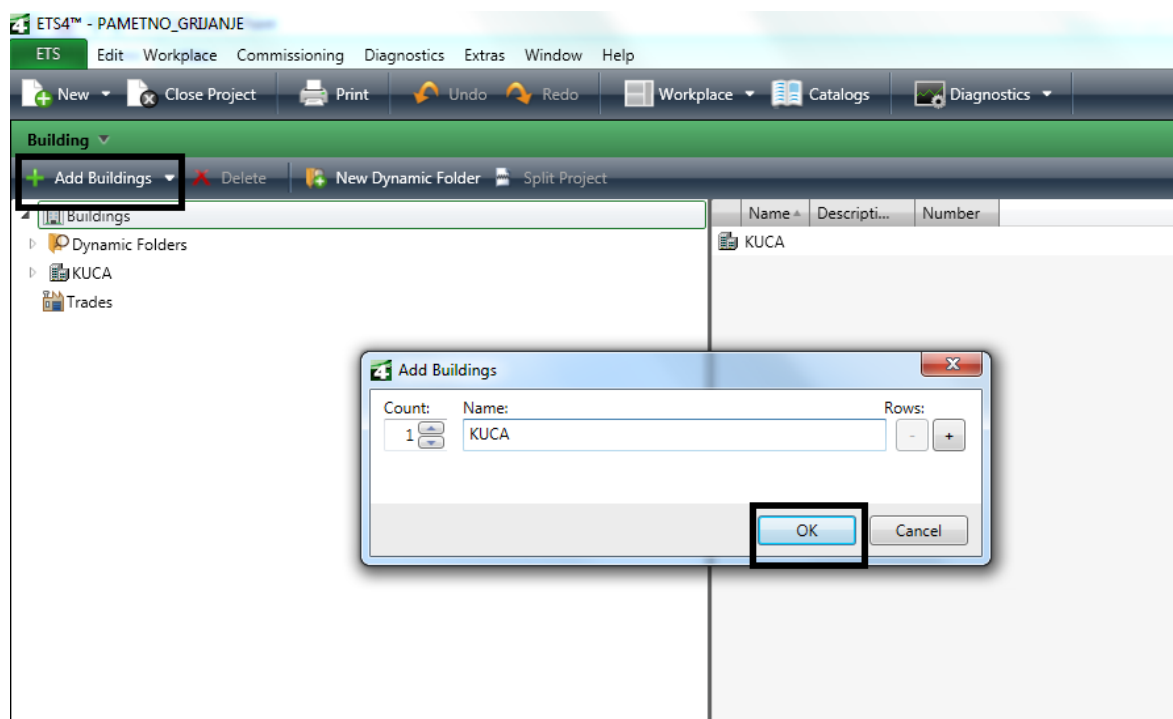 ETS4™ - PAMETNO_GRIJANJE
ETS Edit Workplace Commissioning Diagnostics Extras Window Help
New Close Project Print Undo Redo Workplace Catalogs Diagnostics
Building
Add Buildings Delete New Dynamic Folder Split Project
Buildings
Dynamic Folders
KUCA
Trades
Name Descripti... Number
KUCA
4 Add Buildings
Count: Name: Rows:
1 KUCA - +
OK Cancel